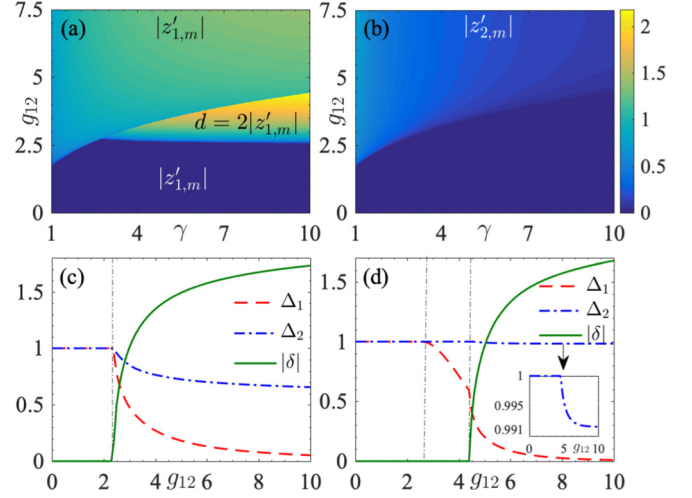 (a) |z′₁,ₘ| (b) |z′₂,ₘ|
7.5 7.5 2
5 5 1.5
g₁₂ g₁₂
d = 2|z′₁,ₘ| 1
2.5 2.5
|z′₁,ₘ| 0.5
0 0 0
1 4 γ 7 10 1 4 γ 7 10
(c) (d)
1.5 1.5
Δ₁ Δ₁
Δ₂ Δ₂
1 |δ| 1 |δ|
1
0.5 0.5 0.995
0.991
0 5 g₁₂ 10
0 0
0 2 4 g₁₂ 6 8 10 0 2 4 g₁₂ 6 8 10